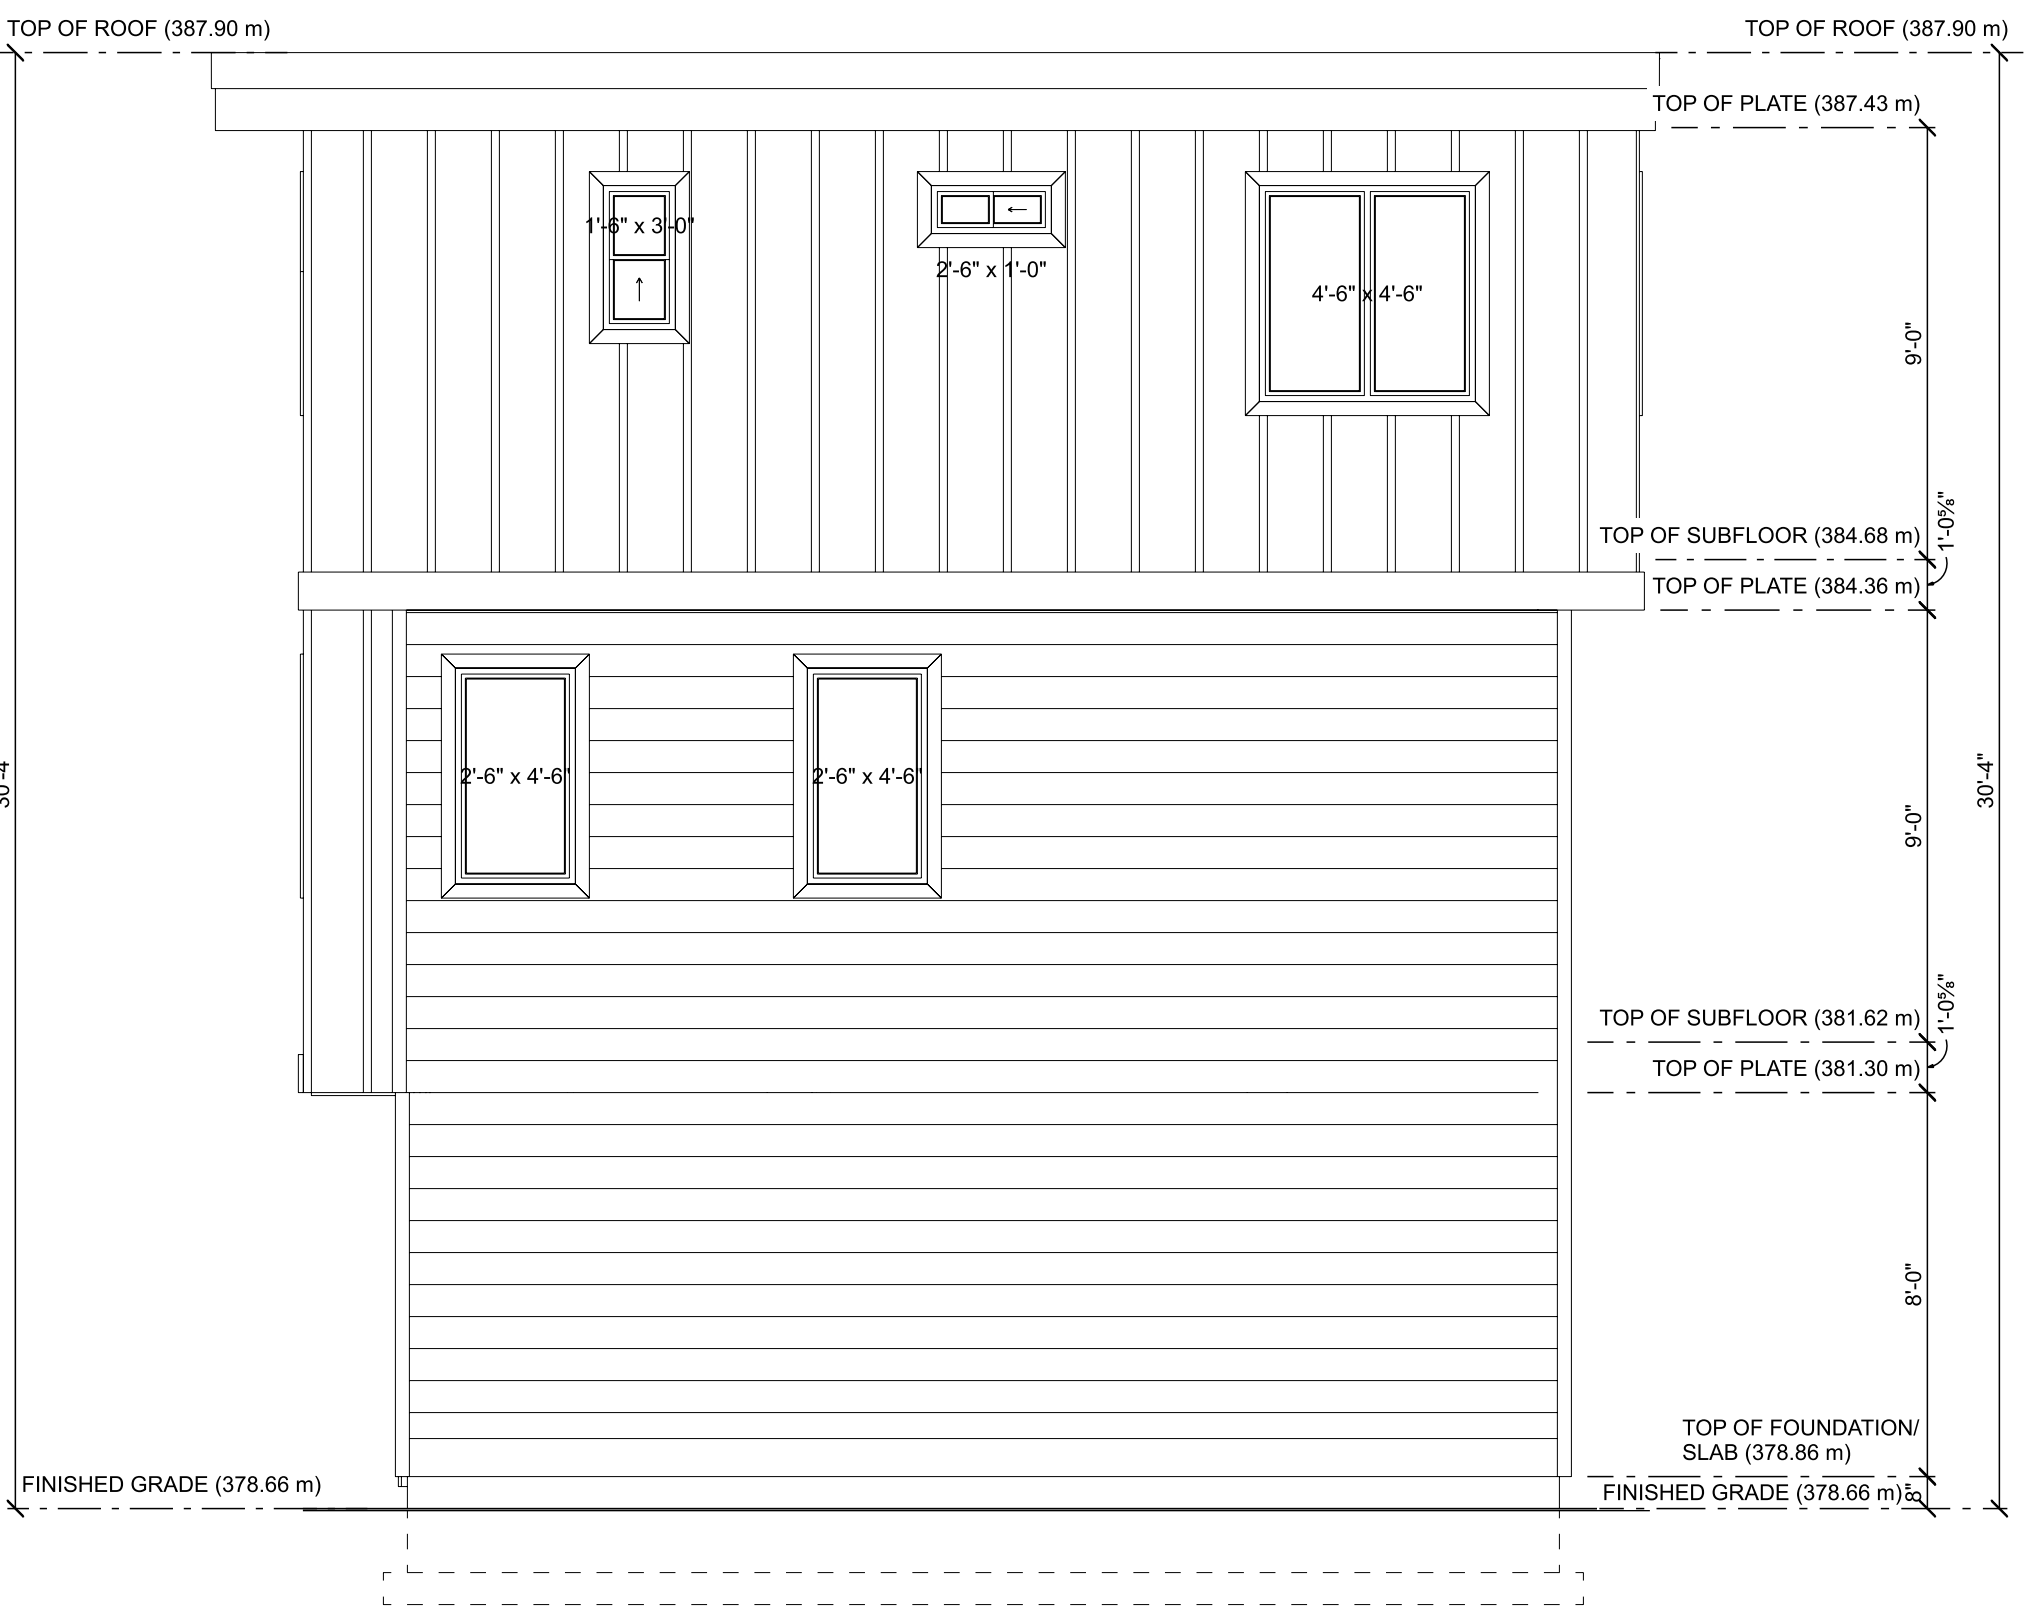 TOP OF ROOF (387.90 m)
TOP OF ROOF (387.90 m)
TOP OF PLATE (387.43 m)
1'-6" x 3'-0"
2'-6" x 1'-0"
4'-6" x 4'-6"
9'-0"
1'-0⅝"
TOP OF SUBFLOOR (384.68 m)
TOP OF PLATE (384.36 m)
2'-6" x 4'-6"
2'-6" x 4'-6"
30'-4
30'-4"
9'-0"
1'-0⅝"
TOP OF SUBFLOOR (381.62 m)
TOP OF PLATE (381.30 m)
8'-0"
TOP OF FOUNDATION/
SLAB (378.86 m)
FINISHED GRADE (378.66 m)
FINISHED GRADE (378.66 m)
8"